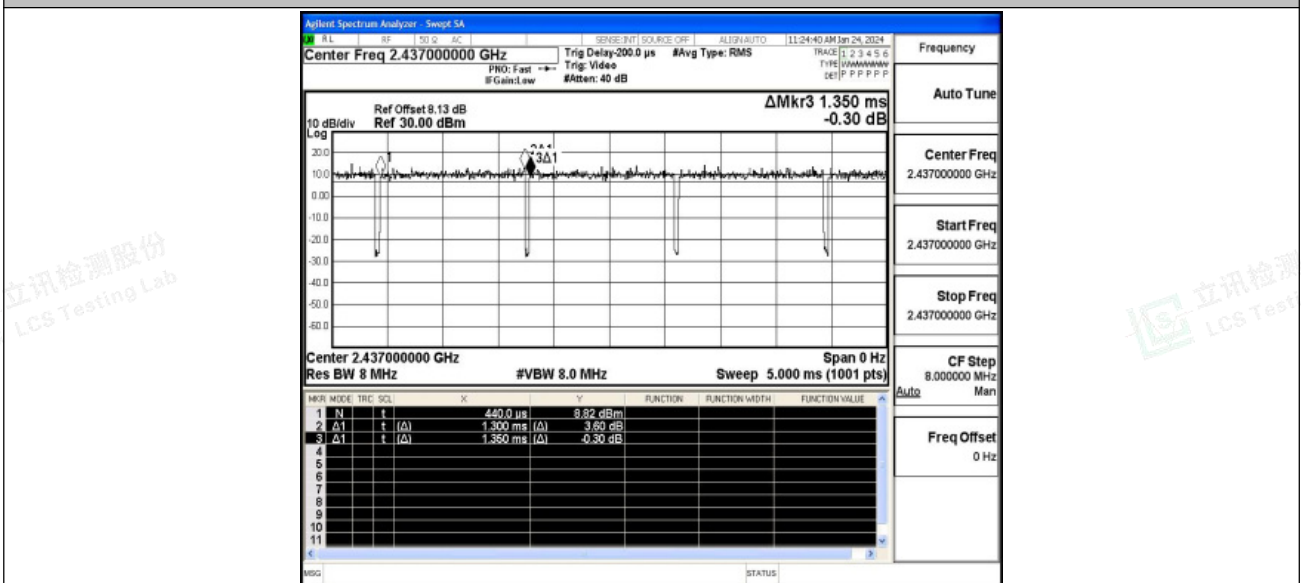 Agilent Spectrum Analyzer - Swept SA
RL RF 50 Ω AC SENSE:INT SOURCE OFF ALIGNAUTO 11:24:40 AM Jan 24, 2024
Center Freq 2.437000000 GHz
PNO: Fast
IFGain:Low
Trig Delay-200.0 µs
Trig: Video
#Atten: 40 dB
#Avg Type: RMS
TRACE 1 2 3 4 5 6
TYPE
DET P P P P P P
Frequency
Auto Tune
Ref Offset 8.13 dB
Ref 30.00 dBm
10 dB/div
Log
ΔMkr3 1.350 ms
-0.30 dB
20.0
10.0
0.00
-10.0
-20.0
-30.0
-40.0
-50.0
-60.0
1
3Δ1
Center Freq
2.437000000 GHz
Start Freq
2.437000000 GHz
Stop Freq
2.437000000 GHz
CF Step
8.000000 MHz
Auto Man
Freq Offset
0 Hz
Center 2.437000000 GHz Span 0 Hz
Res BW 8 MHz #VBW 8.0 MHz Sweep 5.000 ms (1001 pts)
MKR MODE TRC SCL X Y FUNCTION FUNCTION WIDTH FUNCTION VALUE
1 N t 440.0 µs 8.82 dBm
2 Δ1 t (Δ) 1.300 ms (Δ) 3.60 dB
3 Δ1 t (Δ) 1.350 ms (Δ) -0.30 dB
4
5
6
7
8
9
10
11
MSG STATUS
立讯检测股份
LCS Testing Lab
立讯检测
LCS Testi